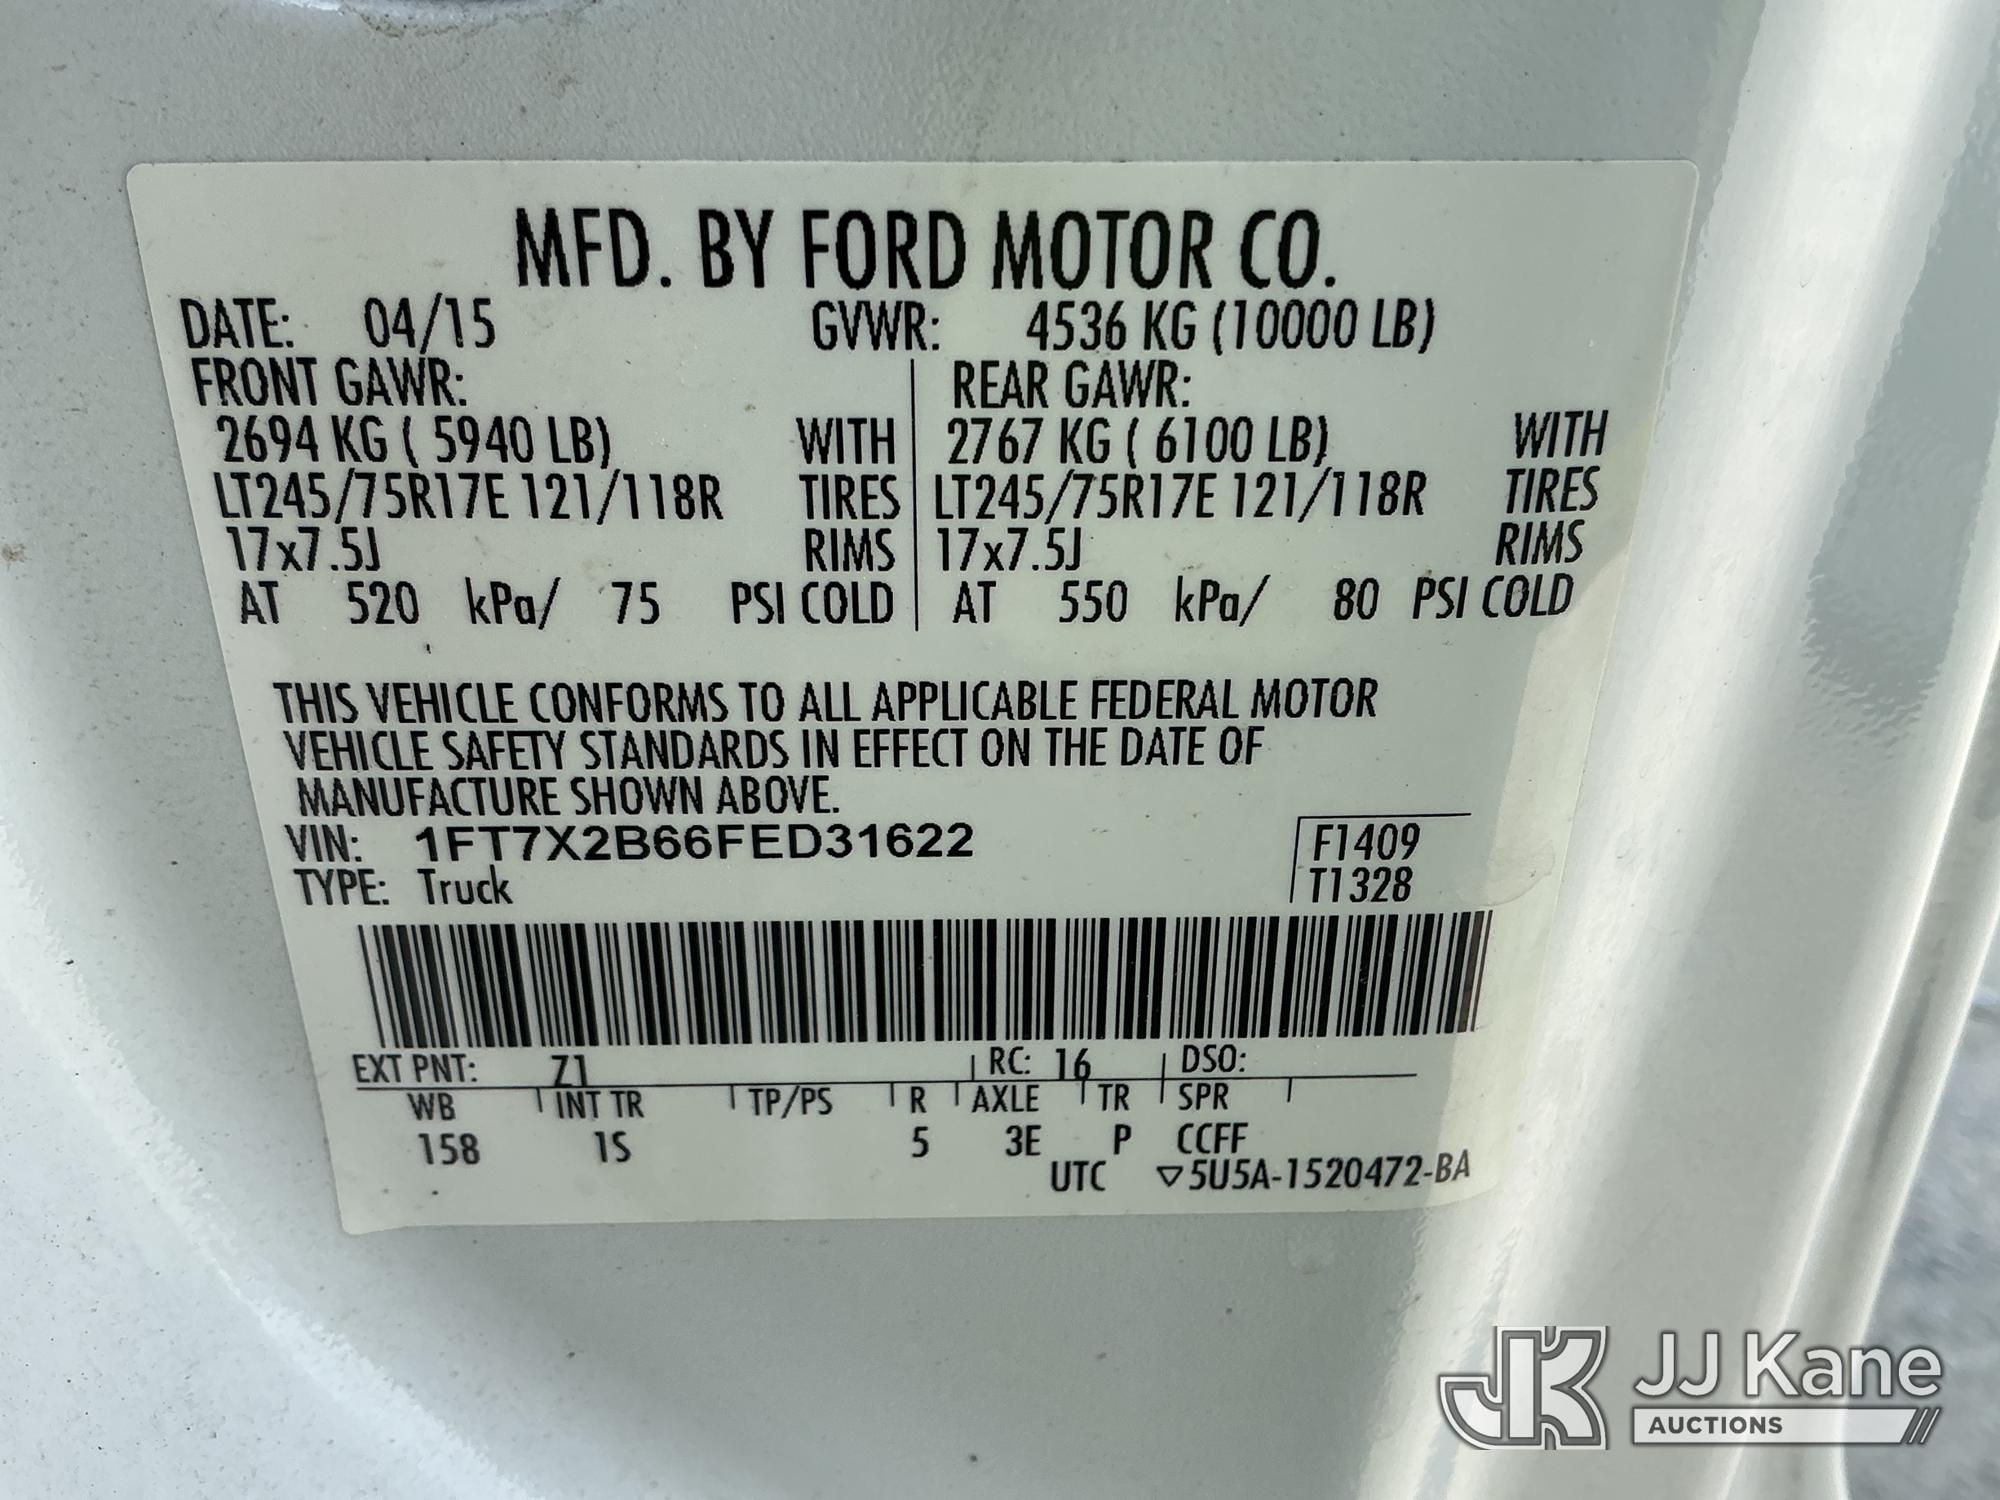 MFD. BY FORD MOTOR CO.
DATE: 04/15 GVWR: 4536 KG (10000 LB)
FRONT GAWR: REAR GAWR:
2694 KG ( 5940 LB) WITH 2767 KG ( 6100 LB) WITH
LT245/75R17E 121/118R TIRES LT245/75R17E 121/118R TIRES
17x7.5J RIMS 17x7.5J RIMS
AT 520 kPa/ 75 PSI COLD AT 550 kPa/ 80 PSI COLD
THIS VEHICLE CONFORMS TO ALL APPLICABLE FEDERAL MOTOR
VEHICLE SAFETY STANDARDS IN EFFECT ON THE DATE OF
MANUFACTURE SHOWN ABOVE.
VIN: 1FT7X2B66FED31622 F1409
TYPE: Truck T1328
EXT PNT: Z1 RC: 16 DSO:
WB INT TR TP/PS R AXLE TR SPR
158 1S 5 3E P CCFF
UTC ▽5U5A-1520472-BA
JK JJ Kane
AUCTIONS